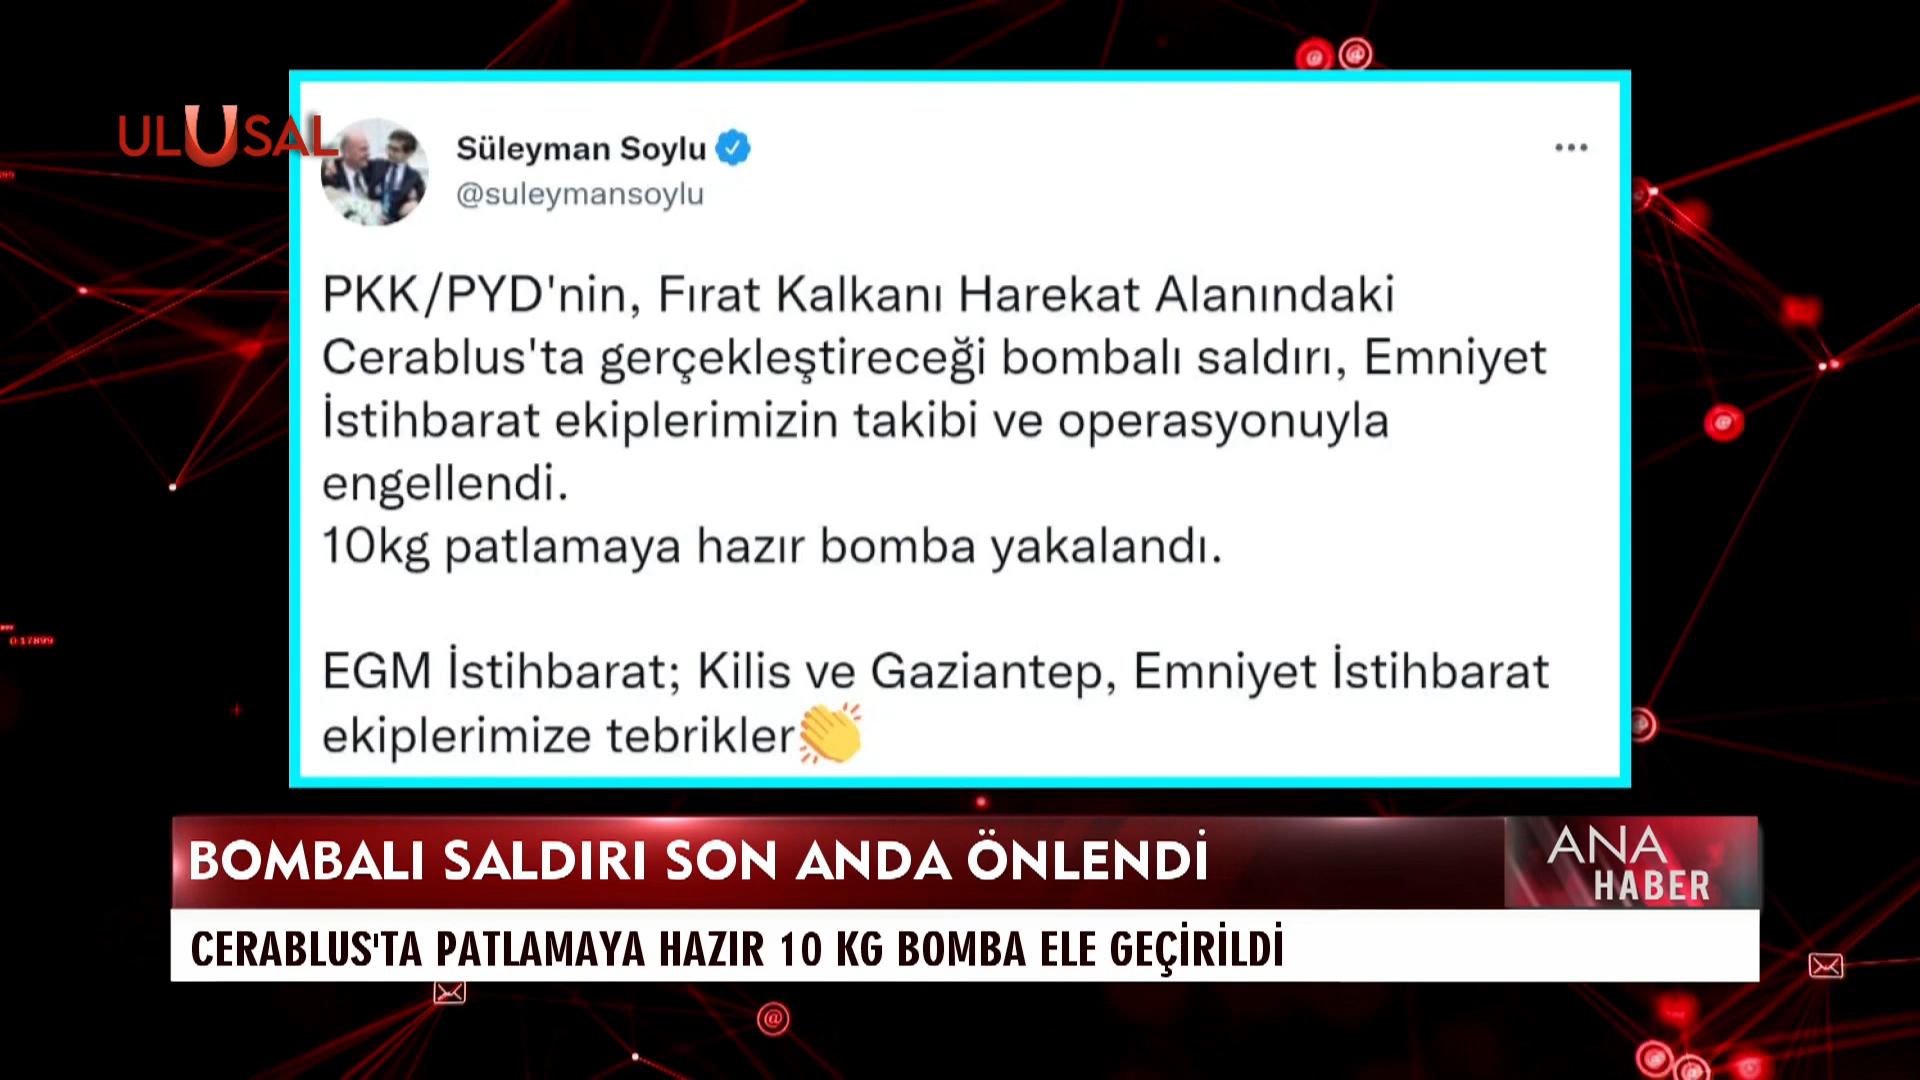 ULUSAL
Süleyman Soylu
@suleymansoylu
PKK/PYD'nin, Fırat Kalkanı Harekat Alanındaki
Cerablus'ta gerçekleştireceği bombalı saldırı, Emniyet
İstihbarat ekiplerimizin takibi ve operasyonuyla
engellendi.
10kg patlamaya hazır bomba yakalandı.
EGM İstihbarat; Kilis ve Gaziantep, Emniyet İstihbarat
ekiplerimize tebrikler👏
0.17899
BOMBALI SALDIRI SON ANDA ÖNLENDİ
ANA
HABER
CERABLUS'TA PATLAMAYA HAZIR 10 KG BOMBA ELE GEÇİRİLDİ